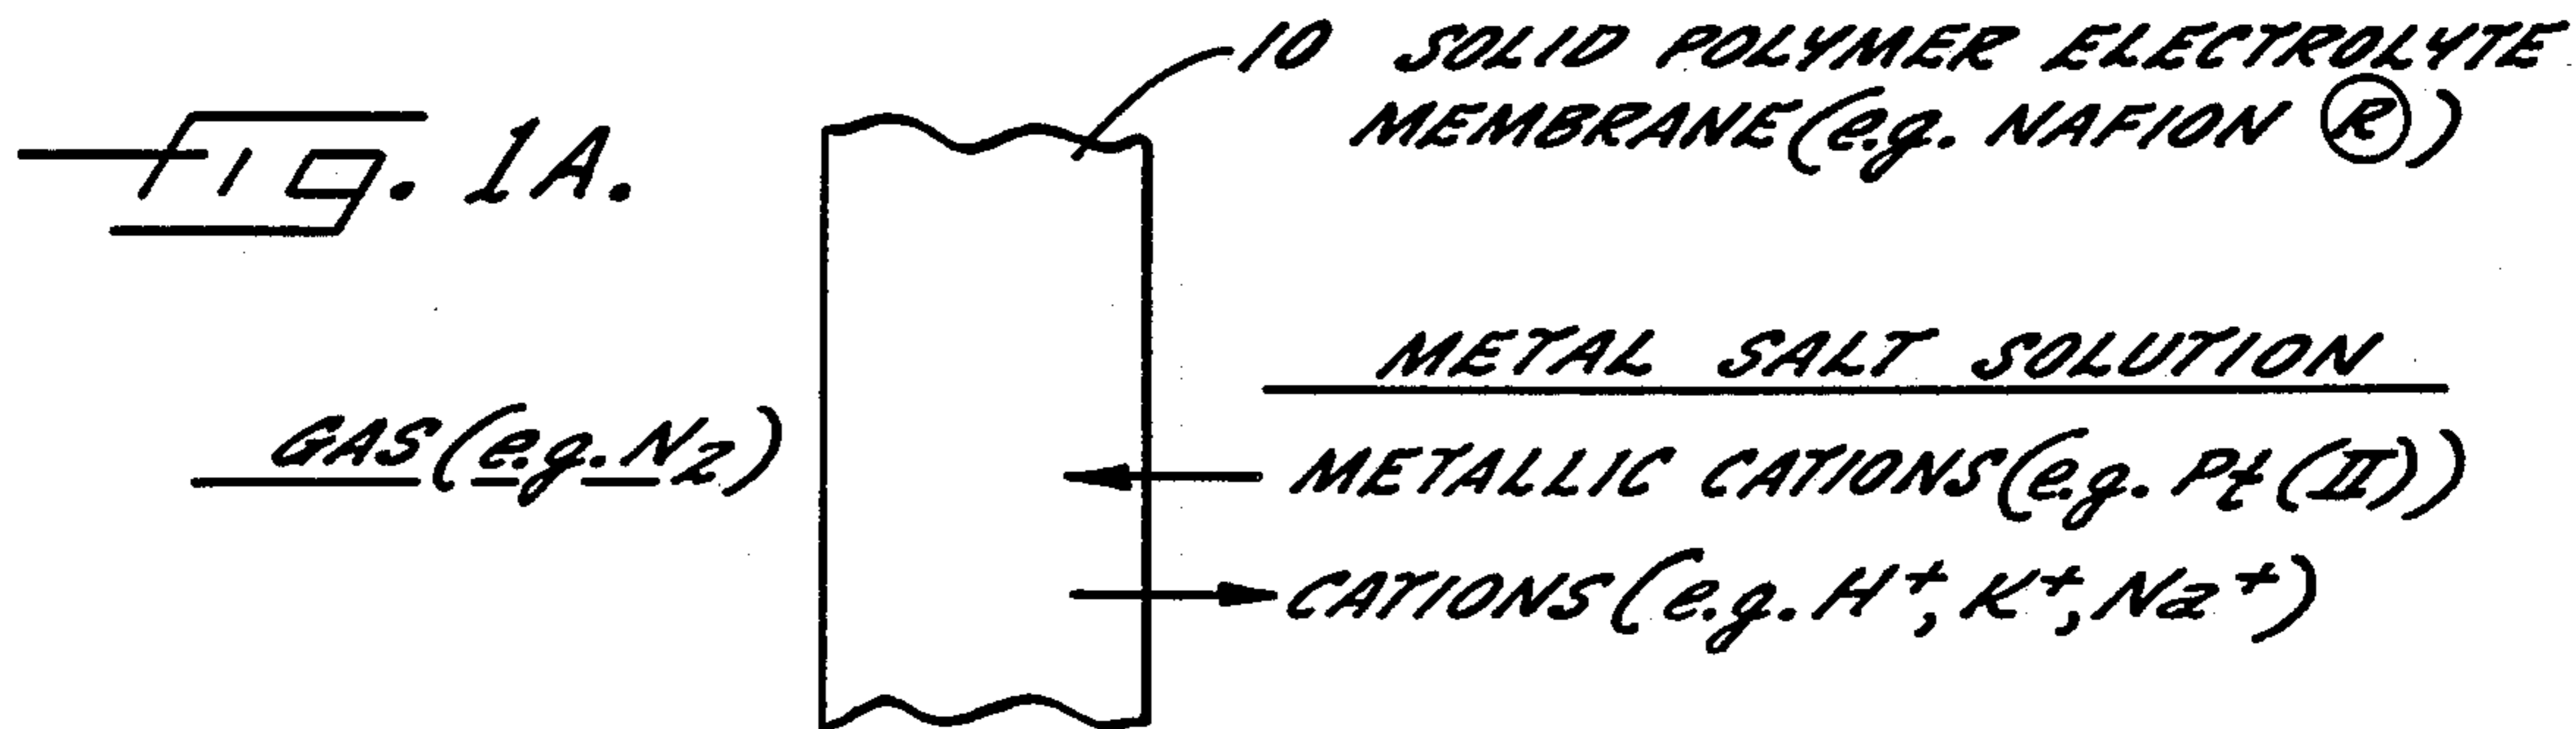 10 SOLID POLYMER ELECTROLYTE
MEMBRANE (e.g. NAFION ®)
Fig. 1A.
METAL SALT SOLUTION
GAS (e.g. N2)
METALLIC CATIONS (e.g. Pt (II))
CATIONS (e.g. H+, K+, Na+)